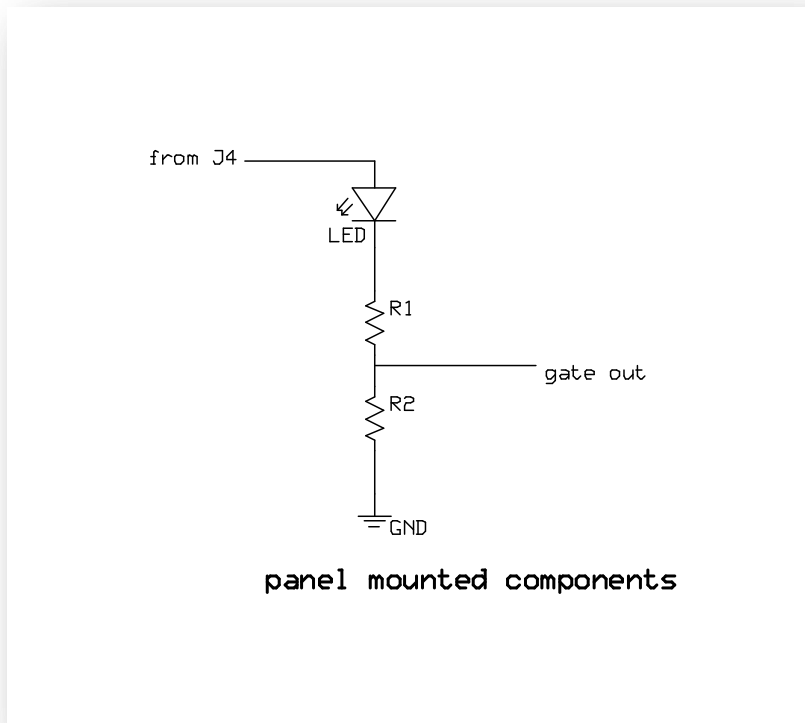 from J4
LED
R1
gate out
R2
GND
panel mounted components